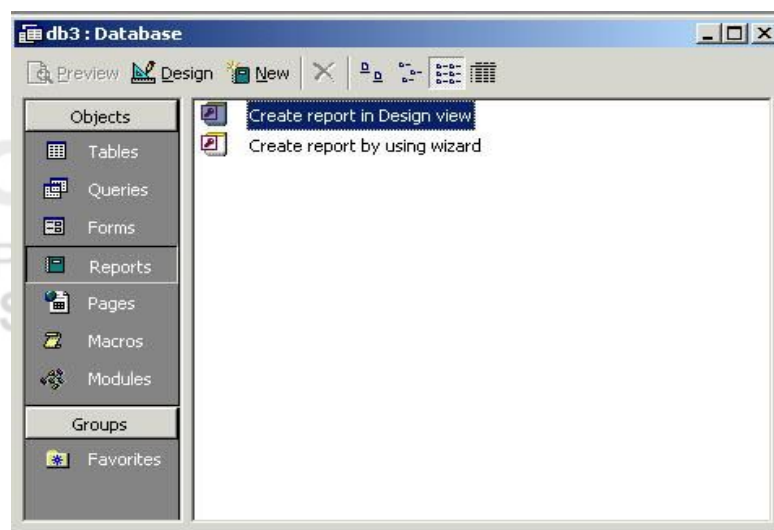 db3 : Database
Preview Design New
Objects
Tables
Queries
Forms
Reports
Pages
Macros
Modules
Groups
Favorites
Create report in Design view
Create report by using wizard